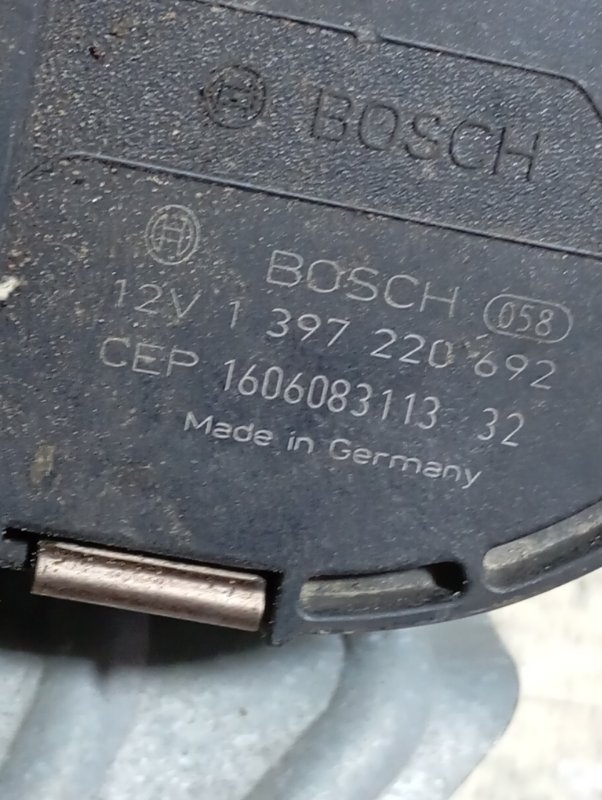 BOSCH
BOSCH 058
12V 1 397 220 692
CEP 1606083113 32
Made in Germany